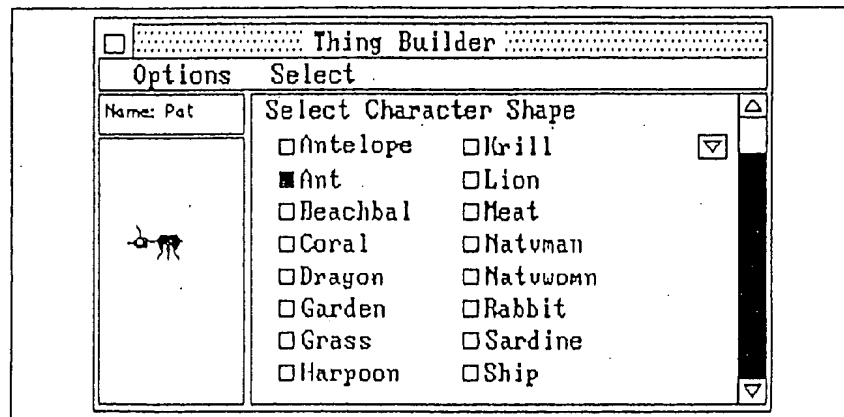 Thing Builder
Options Select
Name: Pat
Select Character Shape
Antelope Krill
Ant Lion
Beachbal Meat
Coral Natvman
Dragon Natvwomn
Garden Rabbit
Grass Sardine
Harpoon Ship